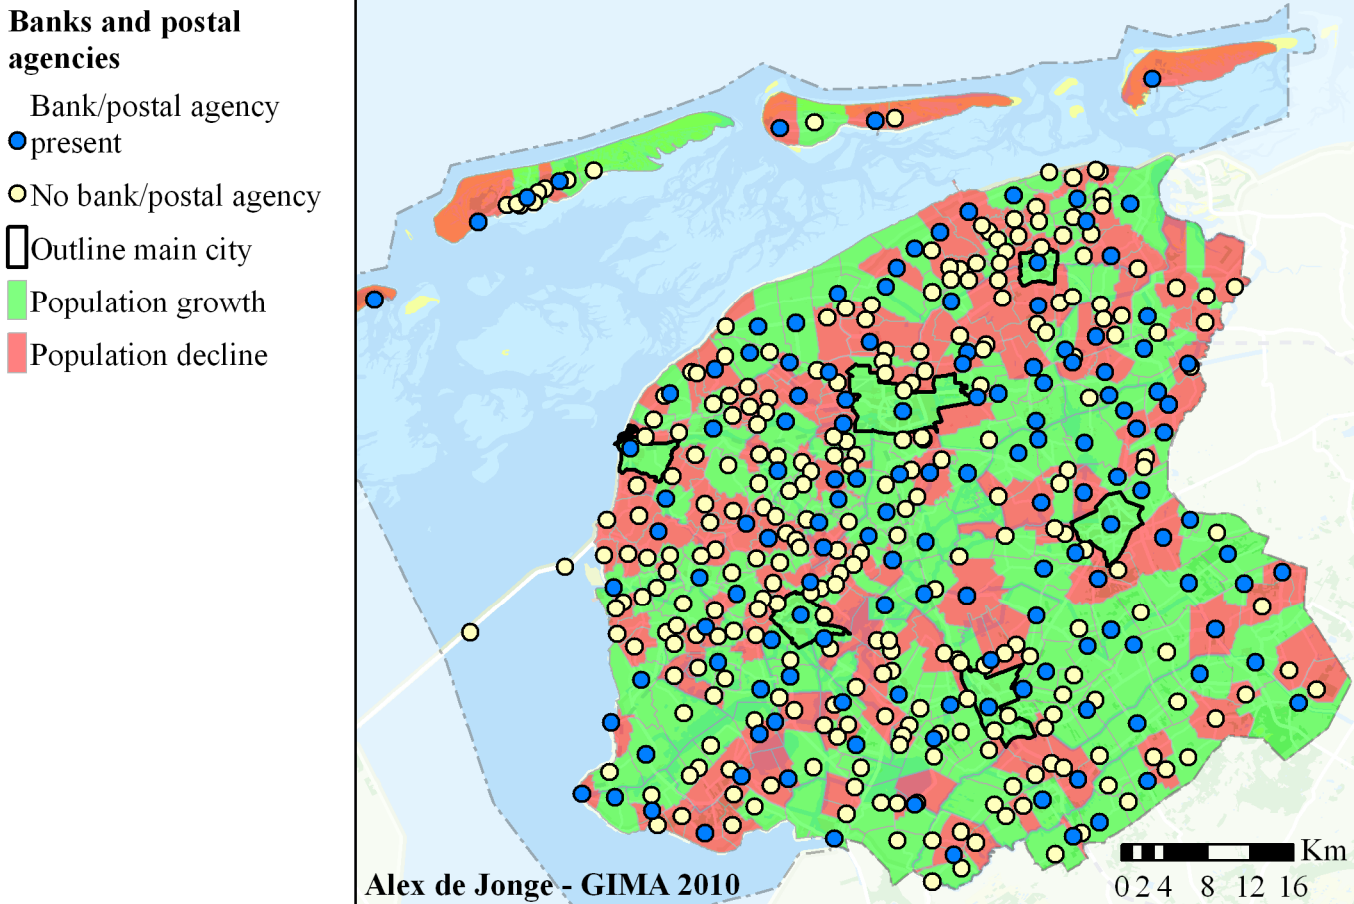 Banks and postal
agencies
Bank/postal agency
present
No bank/postal agency
Outline main city
Population growth
Population decline
Km
Alex de Jonge - GIMA 2010
0 2 4 8 12 16